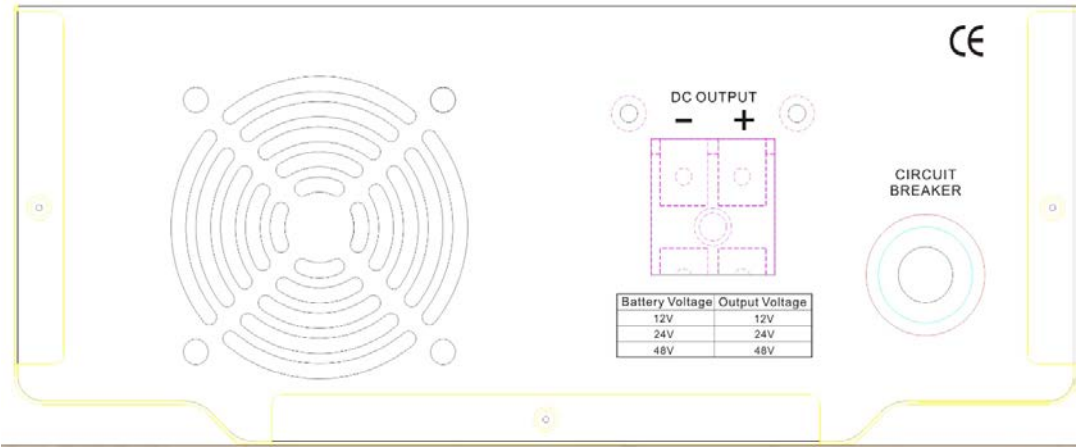 CE
DC OUTPUT
- +
CIRCUIT
BREAKER
Battery Voltage Output Voltage
12V 12V
24V 24V
48V 48V